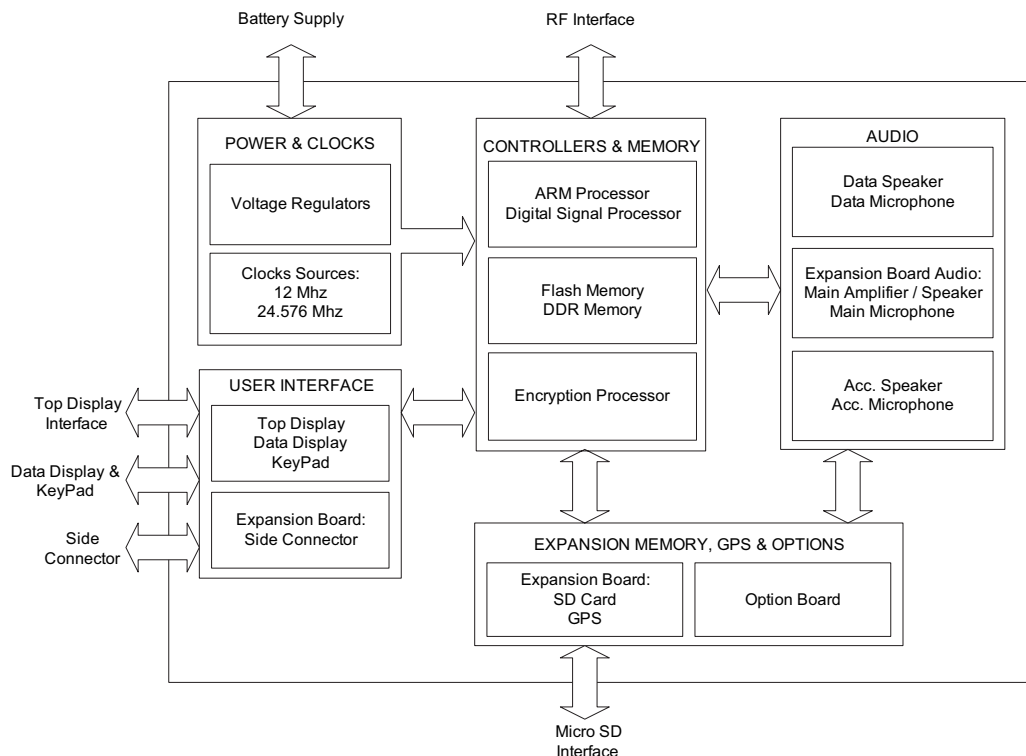 Battery Supply
RF Interface
POWER & CLOCKS
Voltage Regulators
Clocks Sources:
12 Mhz
24.576 Mhz
CONTROLLERS & MEMORY
ARM Processor
Digital Signal Processor
Flash Memory
DDR Memory
Encryption Processor
AUDIO
Data Speaker
Data Microphone
Expansion Board Audio:
Main Amplifier / Speaker
Main Microphone
Acc. Speaker
Acc. Microphone
Top Display
Interface
Data Display &
KeyPad
Side
Connector
USER INTERFACE
Top Display
Data Display
KeyPad
Expansion Board:
Side Connector
EXPANSION MEMORY, GPS & OPTIONS
Expansion Board:
SD Card
GPS
Option Board
Micro SD
Interface